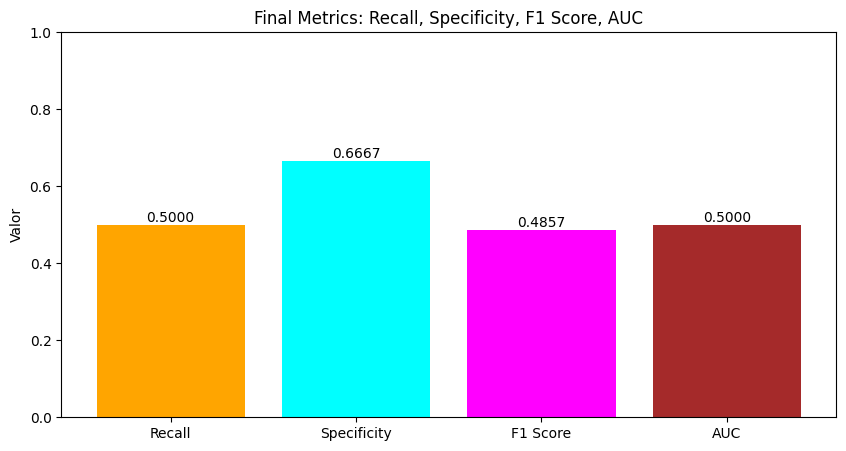 Final Metrics: Recall, Specificity, F1 Score, AUC
1.0
0.8
0.6
0.4
0.2
0.0
Valor
0.5000
0.6667
0.4857
0.5000
Recall
Specificity
F1 Score
AUC